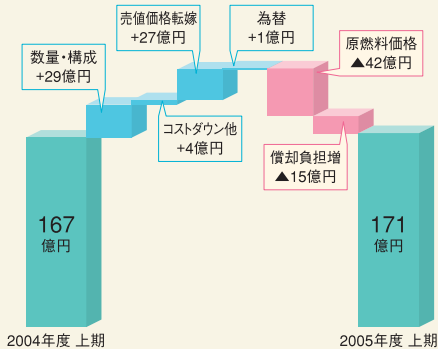 売値価格転嫁
+27億円
為替
+1億円
数量・構成
+29億円
原燃料価格
▲42億円
コストダウン他
+4億円
償却負担増
▲15億円
167
億円
171
億円
2004年度 上期
2005年度 上期